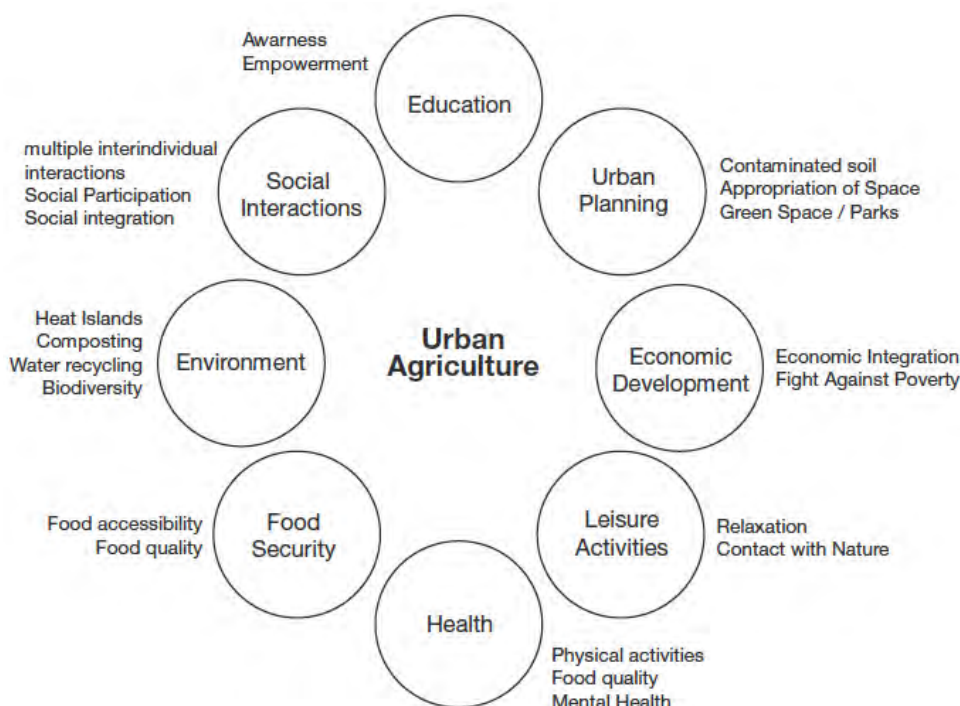 Awarness
Empowerment
Education
multiple interindividual
interactions
Social Participation
Social integration
Social
Interactions
Urban
Planning
Contaminated soil
Appropriation of Space
Green Space / Parks
Heat Islands
Composting
Water recycling
Biodiversity
Environment
Urban
Agriculture
Economic
Development
Economic Integration
Fight Against Poverty
Food accessibility
Food quality
Food
Security
Leisure
Activities
Relaxation
Contact with Nature
Health
Physical activities
Food quality
Mental Health